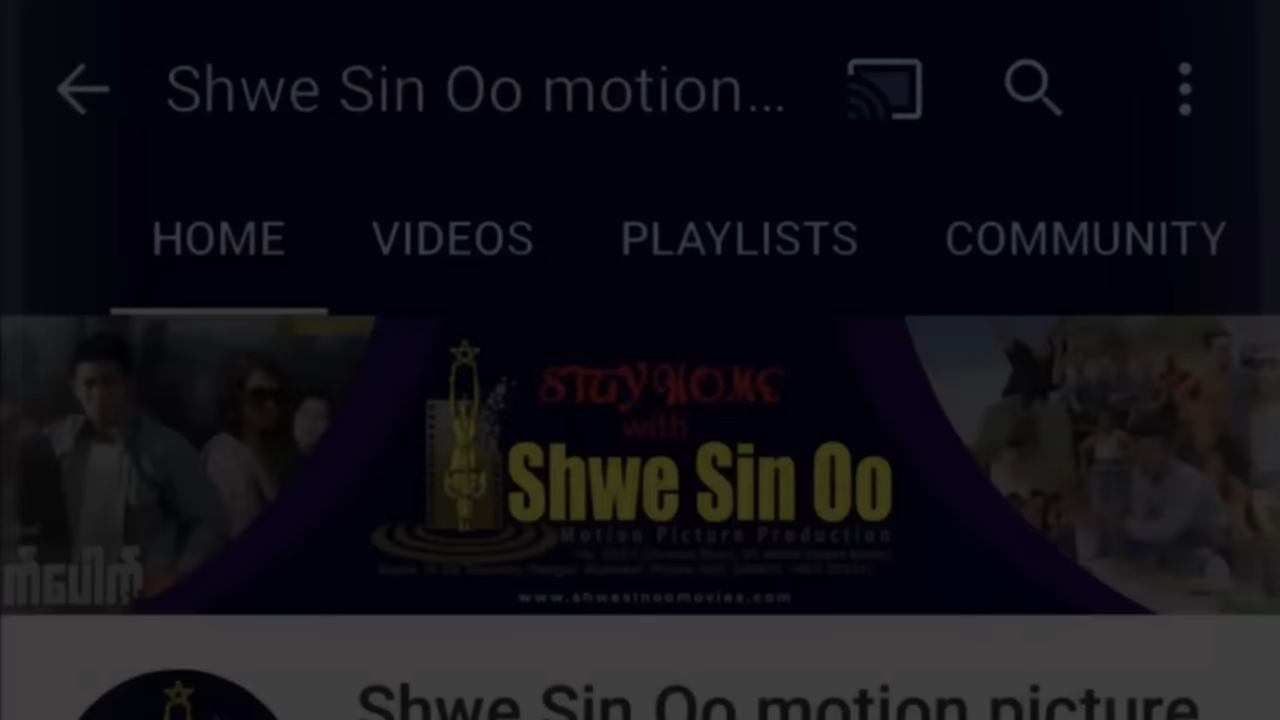 Shwe Sin Oo motion...
HOME VIDEOS PLAYLISTS COMMUNITY
STAY HOME
with
Shwe Sin Oo
Motion Picture Production
www.shwesinoomovies.com
Shwe Sin Oo motion picture